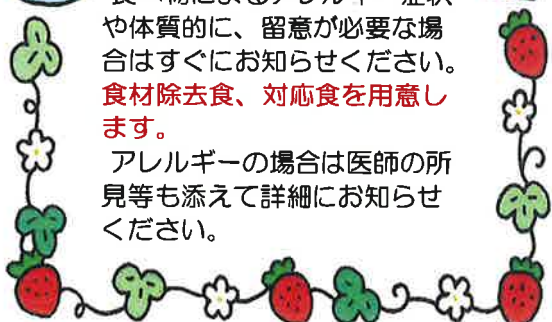 や体質的に、留意が必要な場
合はすぐにお知らせください。
食材除去食、対応食を用意し
ます。
アレルギーの場合は医師の所
見等も添えて詳細にお知らせ
ください。